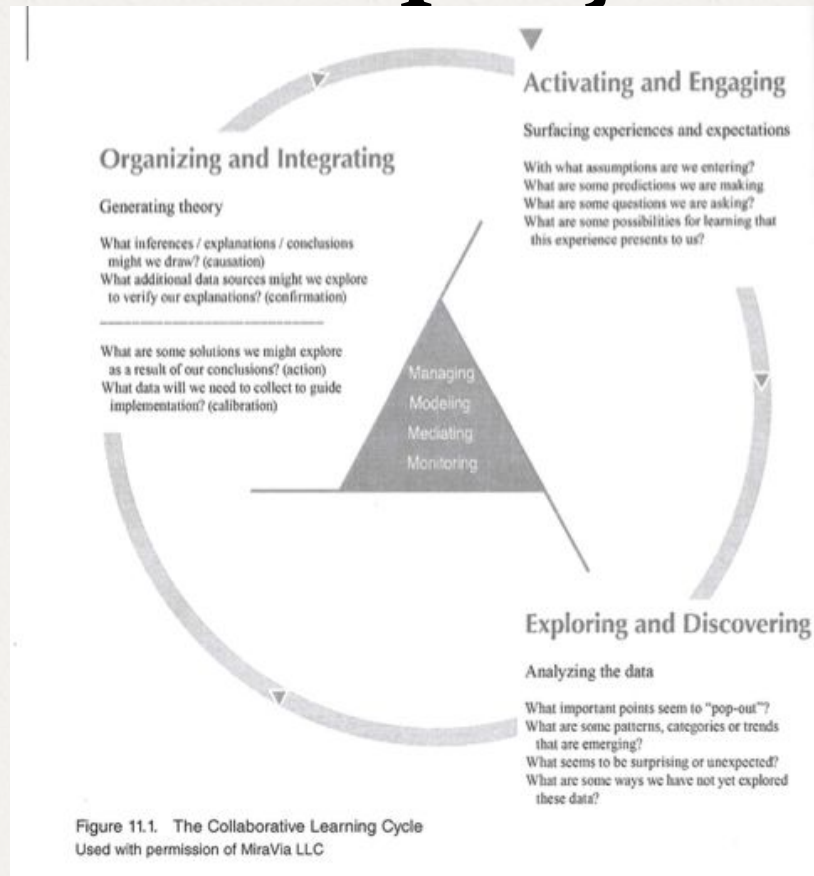 Activating and Engaging
Surfacing experiences and expectations
With what assumptions are we entering?
What are some predictions we are making
What are some questions we are asking?
What are some possibilities for learning that
this experience presents to us?
Organizing and Integrating
Generating theory
What inferences / explanations / conclusions
might we draw? (causation)
What additional data sources might we explore
to verify our explanations? (confirmation)
What are some solutions we might explore
as a result of our conclusions? (action)
What data will we need to collect to guide
implementation? (calibration)
Managing
Modeling
Mediating
Monitoring
Exploring and Discovering
Analyzing the data
What important points seem to "pop-out"?
What are some patterns, categories or trends
that are emerging?
What seems to be surprising or unexpected?
What are some ways we have not yet explored
these data?
Figure 11.1. The Collaborative Learning Cycle
Used with permission of MiraVia LLC